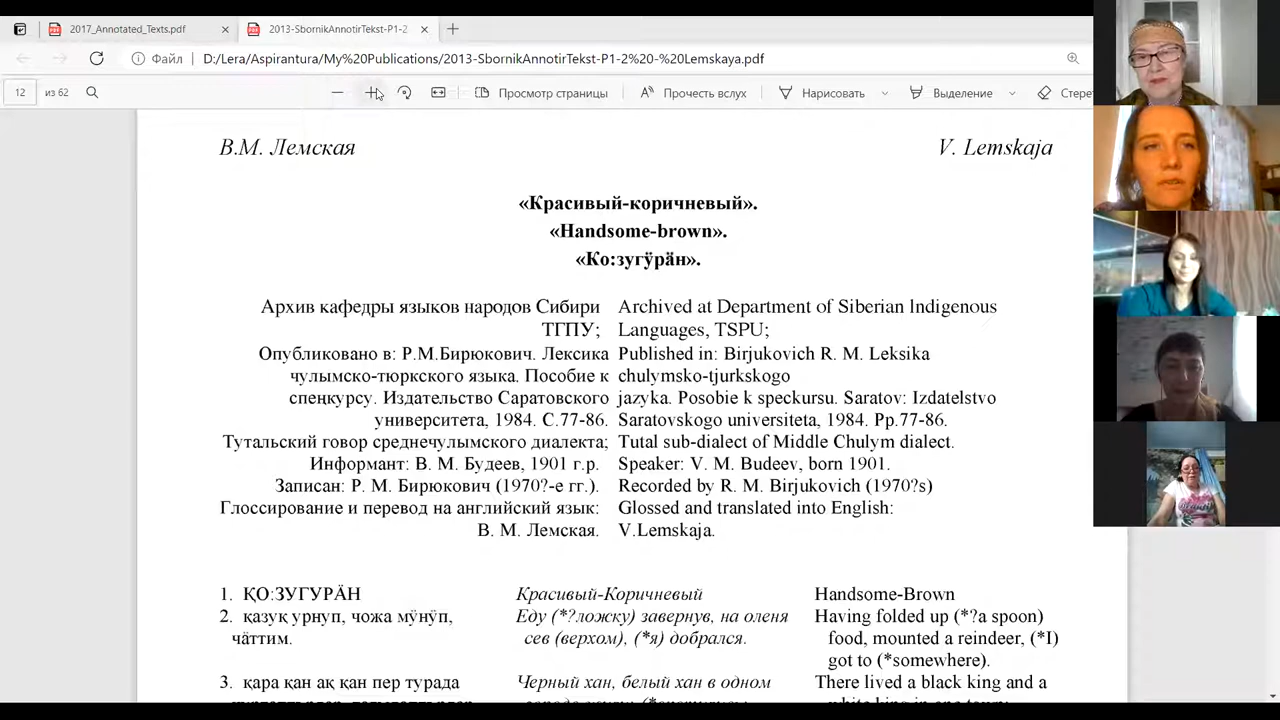 2017_Annotated_Texts.pdf
2013-SbornikAnnotirTekst-P1-2
Файл D:/Lera/Aspirantura/My%20Publications/2013-SbornikAnnotirTekst-P1-2%20-%20Lemskaya.pdf
12 из 62 Просмотр страницы Прочесть вслух Нарисовать Выделение
В.М. Лемская V. Lemskaja
«Красивый-коричневый».
«Handsome-brown».
«Ко:зугӱрӓн».
Архив кафедры языков народов Сибири Archived at Department of Siberian Indigenous
ТГПУ; Languages, TSPU;
Опубликовано в: Р.М.Бирюкович. Лексика Published in: Birjukovich R. M. Leksika
чулымско-тюркского языка. Пособие к chulymsko-tjurkskogo
спеңкурсу. Издательство Саратовского jazyka. Posobie k speckursu. Saratov: Izdatelstvo
университета, 1984. С.77-86. Saratovskogo universiteta, 1984. Pp.77-86.
Тутальский говор среднечулымского диалекта; Tutal sub-dialect of Middle Chulym dialect.
Информант: В. М. Будеев, 1901 г.р. Speaker: V. M. Budeev, born 1901.
Записан: Р. М. Бирюкович (1970?-е гг.). Recorded by R. M. Birjukovich (1970?s)
Глоссирование и перевод на английский язык: Glossed and translated into English:
В. М. Лемская. V.Lemskaja.
1. ҚО:ЗУГУРӒН Красивый-Коричневый Handsome-Brown
2. қазуқ урнуп, чожа мӱнӱп, Еду (*?ложку) завернув, на оленя Having folded up (*?a spoon)
чӓттим. сев (верхом), (*я) добрался. food, mounted a reindeer, (*I)
got to (*somewhere).
3. қара қан ақ қан пер турада Черный хан, белый хан в одном There lived a black king and a